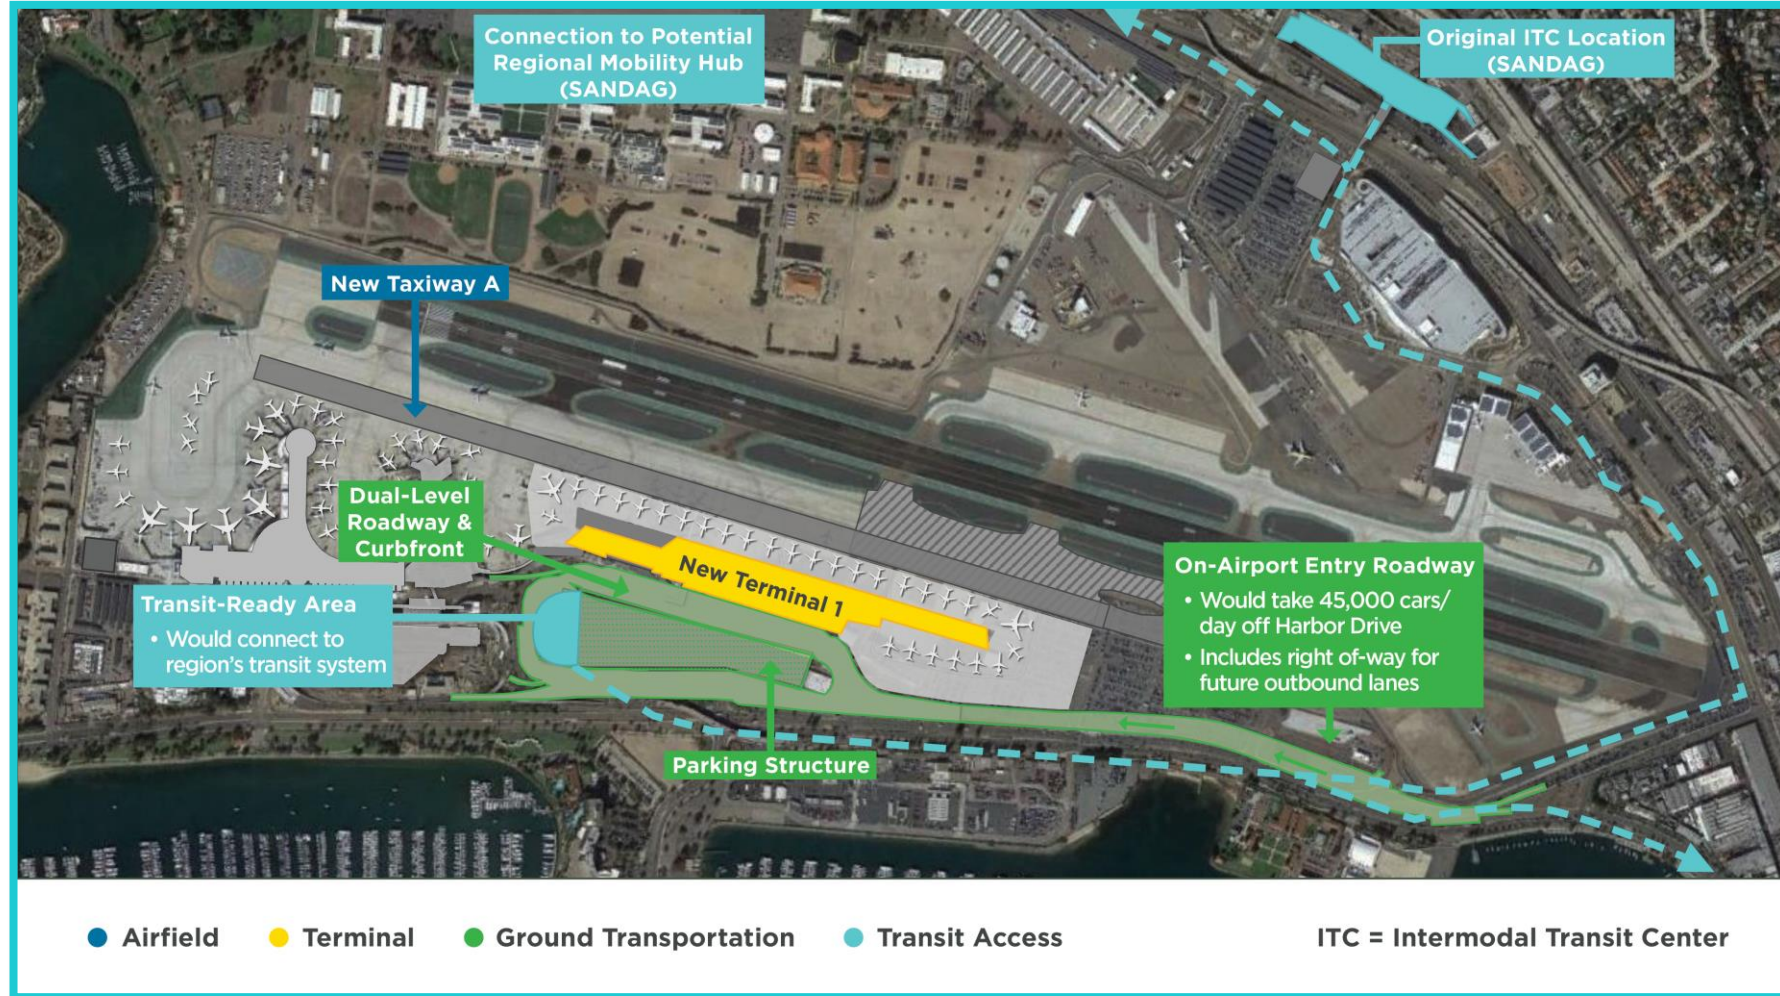 Connection to Potential
Regional Mobility Hub
(SANDAG)
Original ITC Location
(SANDAG)
New Taxiway A
Dual-Level
Roadway &
Curbfront
New Terminal 1
On-Airport Entry Roadway
• Would take 45,000 cars/
day off Harbor Drive
• Includes right of-way for
future outbound lanes
Transit-Ready Area
• Would connect to
region's transit system
Parking Structure
Airfield
Terminal
Ground Transportation
Transit Access
ITC = Intermodal Transit Center